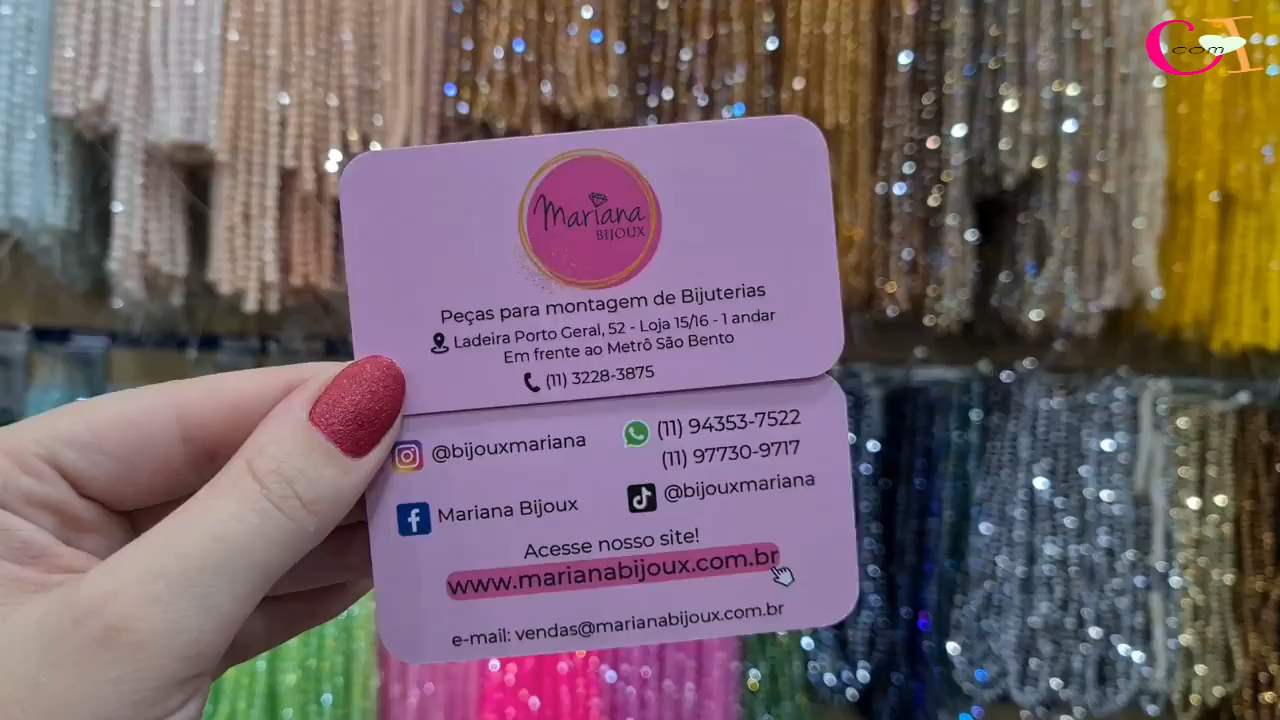 C com I
Mariana
BIJOUX
Peças para montagem de Bijuterias
Ladeira Porto Geral, 52 - Loja 15/16 - 1 andar
Em frente ao Metrô São Bento
(11) 3228-3875
@bijouxmariana
(11) 94353-7522
(11) 97730-9717
Mariana Bijoux
@bijouxmariana
Acesse nosso site!
www.marianabijoux.com.br
e-mail: vendas@marianabijoux.com.br